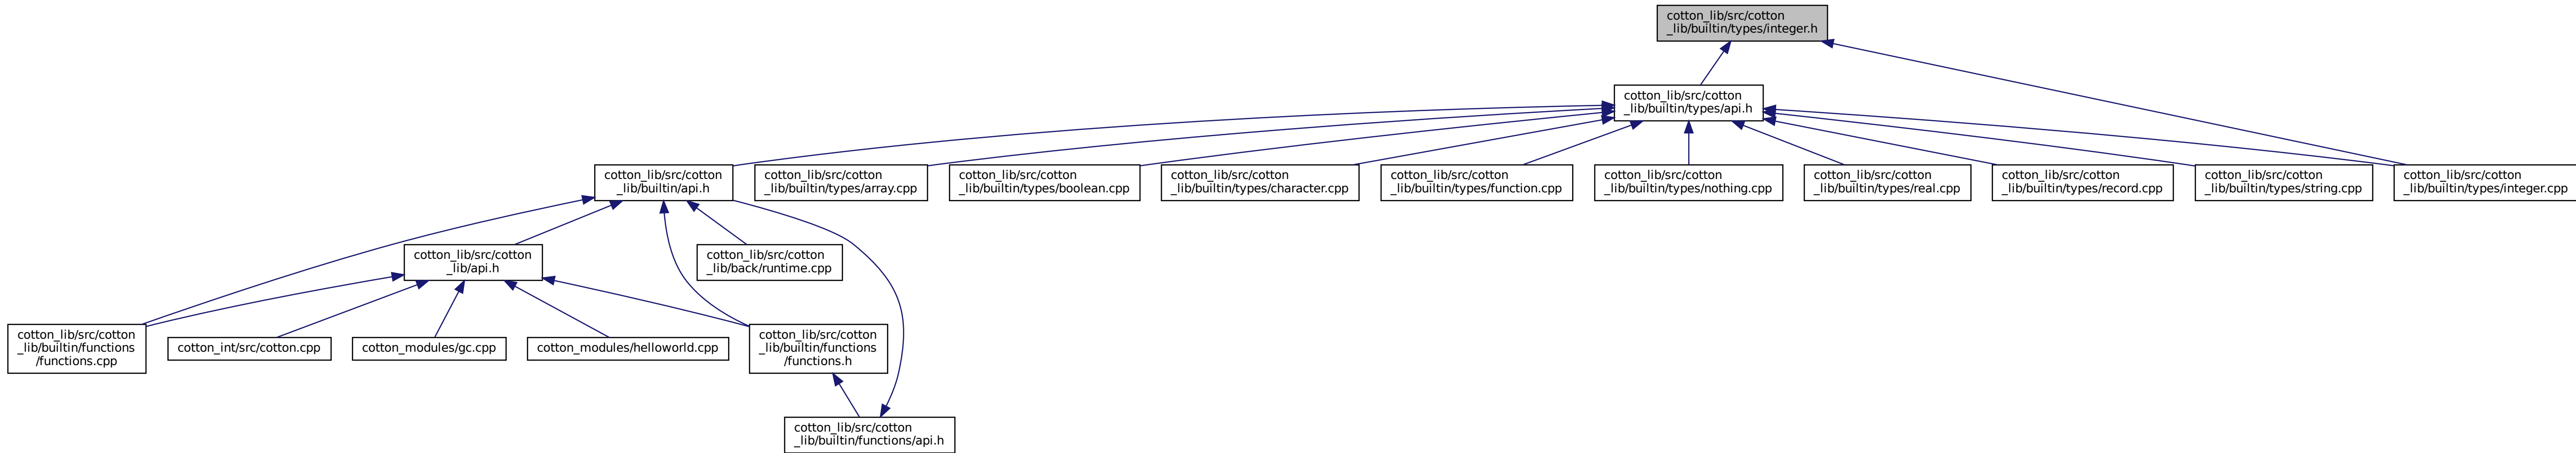 cotton_lib/src/cotton
_lib/builtin/types/integer.h
cotton_lib/src/cotton
_lib/builtin/types/api.h
cotton_lib/src/cotton
_lib/builtin/api.h
cotton_lib/src/cotton
_lib/builtin/types/array.cpp
cotton_lib/src/cotton
_lib/builtin/types/boolean.cpp
cotton_lib/src/cotton
_lib/builtin/types/character.cpp
cotton_lib/src/cotton
_lib/builtin/types/function.cpp
cotton_lib/src/cotton
_lib/builtin/types/nothing.cpp
cotton_lib/src/cotton
_lib/builtin/types/real.cpp
cotton_lib/src/cotton
_lib/builtin/types/record.cpp
cotton_lib/src/cotton
_lib/builtin/types/string.cpp
cotton_lib/src/cotton
_lib/builtin/types/integer.cpp
cotton_lib/src/cotton
_lib/api.h
cotton_lib/src/cotton
_lib/back/runtime.cpp
cotton_lib/src/cotton
_lib/builtin/functions
/functions.cpp
cotton_int/src/cotton.cpp
cotton_modules/gc.cpp
cotton_modules/helloworld.cpp
cotton_lib/src/cotton
_lib/builtin/functions
/functions.h
cotton_lib/src/cotton
_lib/builtin/functions/api.h